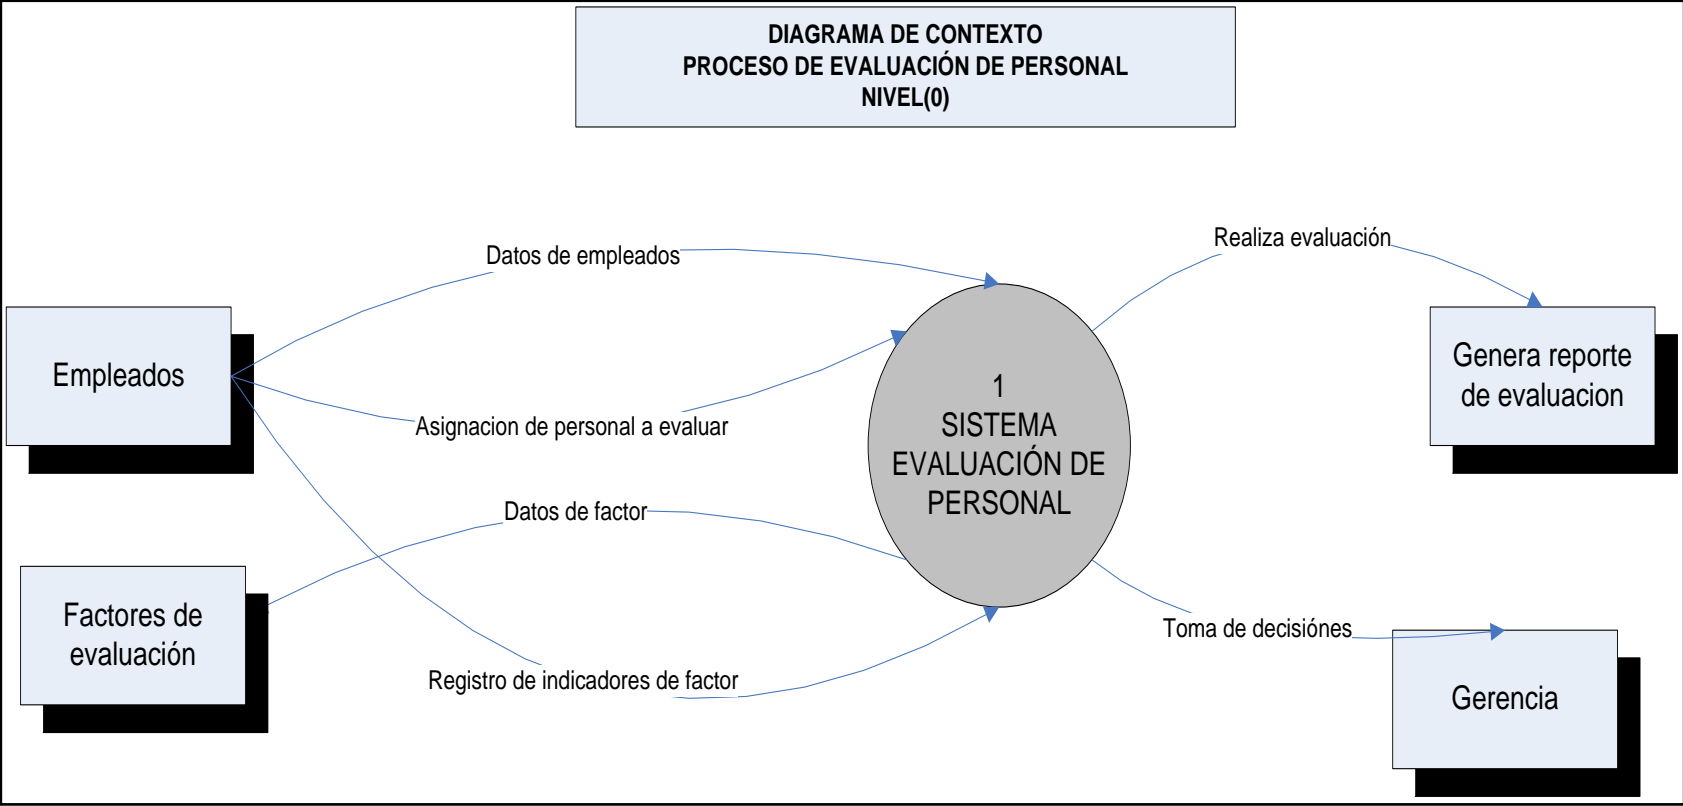 DIAGRAMA DE CONTEXTO
PROCESO DE EVALUACIÓN DE PERSONAL
NIVEL(0)
Realiza evaluación
Datos de empleados
Empleados
Genera reporte
de evaluacion
1
SISTEMA
EVALUACIÓN DE
PERSONAL
Asignacion de personal a evaluar
Datos de factor
Factores de
evaluación
Toma de decisiónes
Registro de indicadores de factor
Gerencia